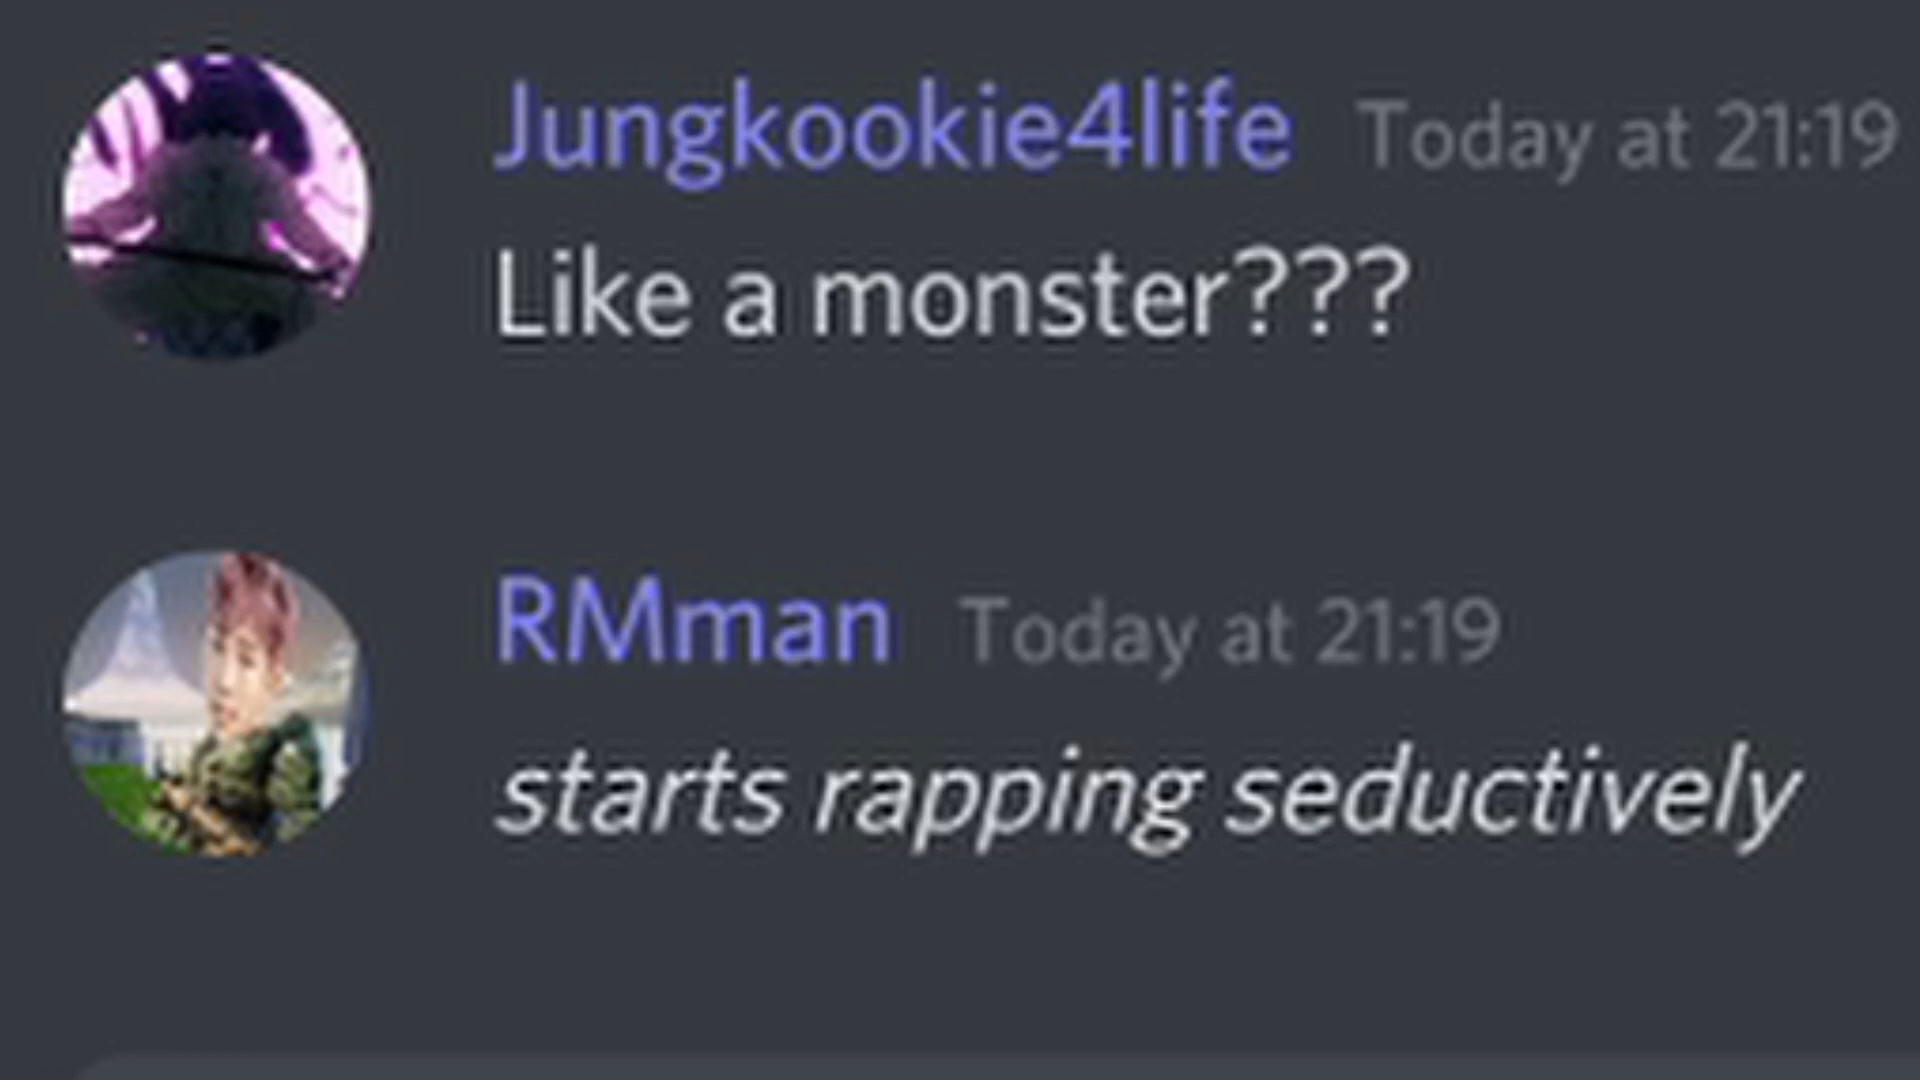 Jungkookie4life Today at 21:19
Like a monster???
RMman Today at 21:19
starts rapping seductively